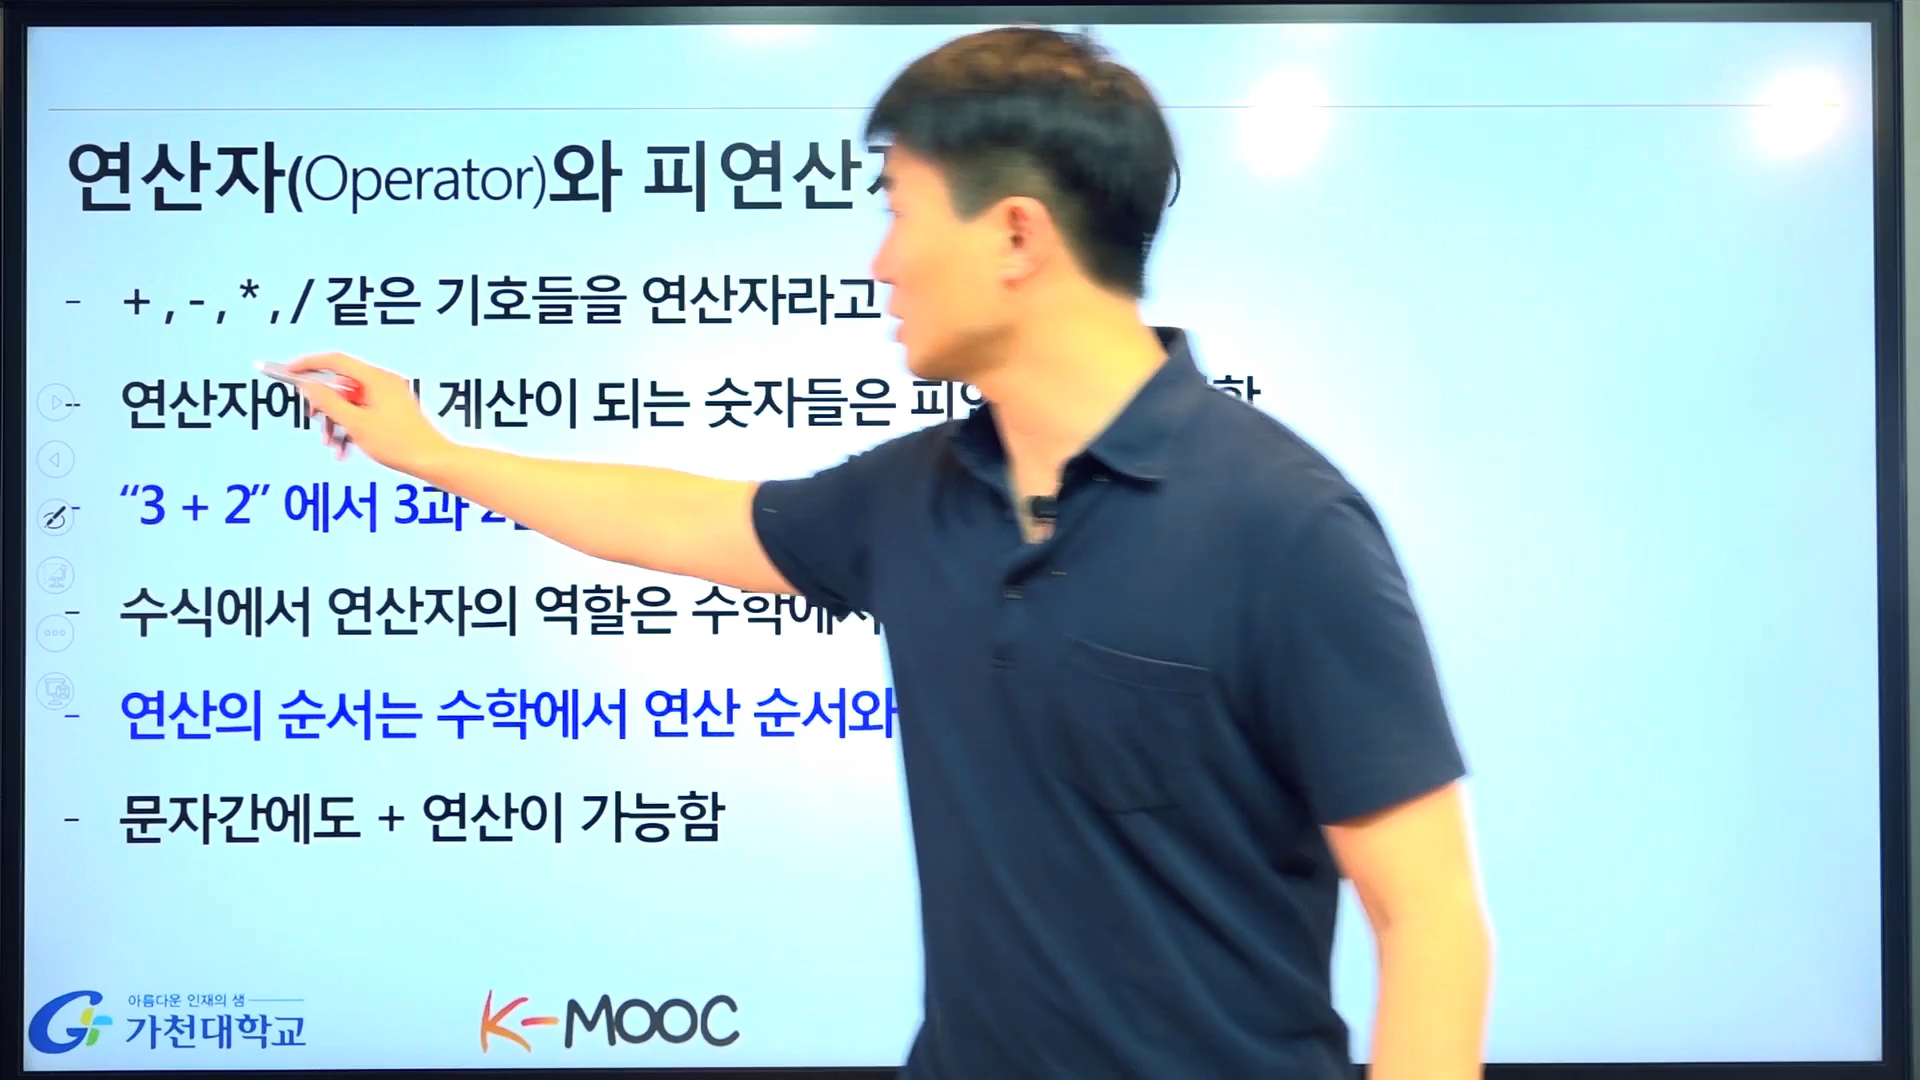 연산자(Operator)와 피연산
- + , - , * , / 같은 기호들을 연산자라고
- 연산자에 계산이 되는 숫자들은
- “3 + 2” 에서 3과
- 수식에서 연산자의 역할은 수학에서
- 연산의 순서는 수학에서 연산 순서와
- 문자간에도 + 연산이 가능함
아름다운 인재의 샘
가천대학교
K-MOOC